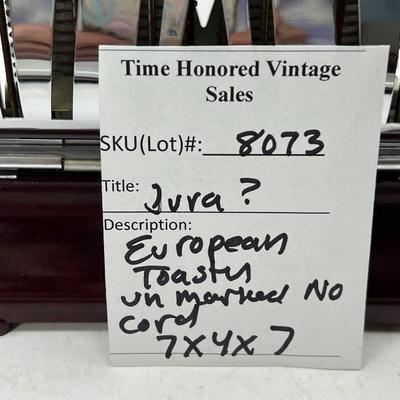 Time Honored Vintage
Sales
SKU(Lot)#: 8073
Title: Jura?
Description:
European
Toaster
unmarked No
cord
7x4x7